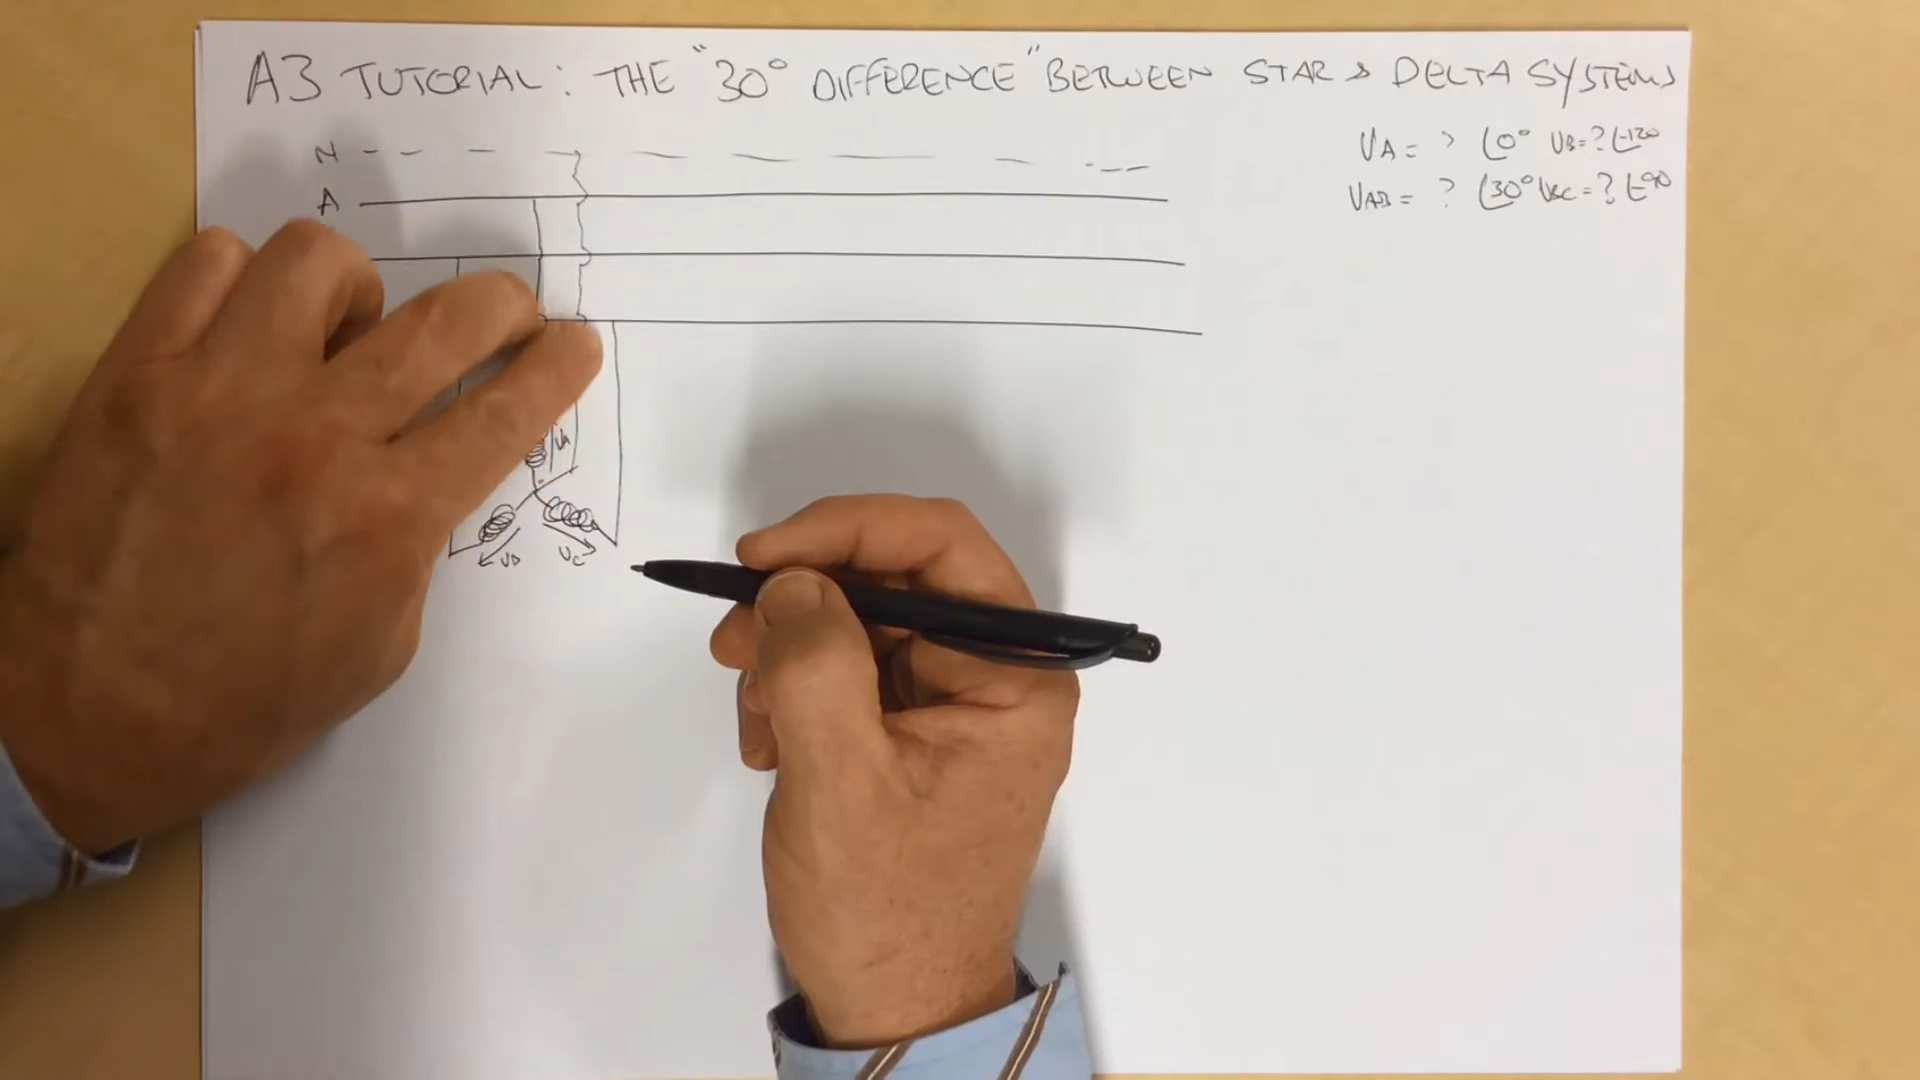 A3 TUTORIAL: THE "30° DIFFERENCE" BETWEEN STAR & DELTA SYSTEMS
N
VA = ? ∠0° VB = ? ∠-120
A
VAB = ? ∠30° VBC = ? ∠-90
VA
VB VC